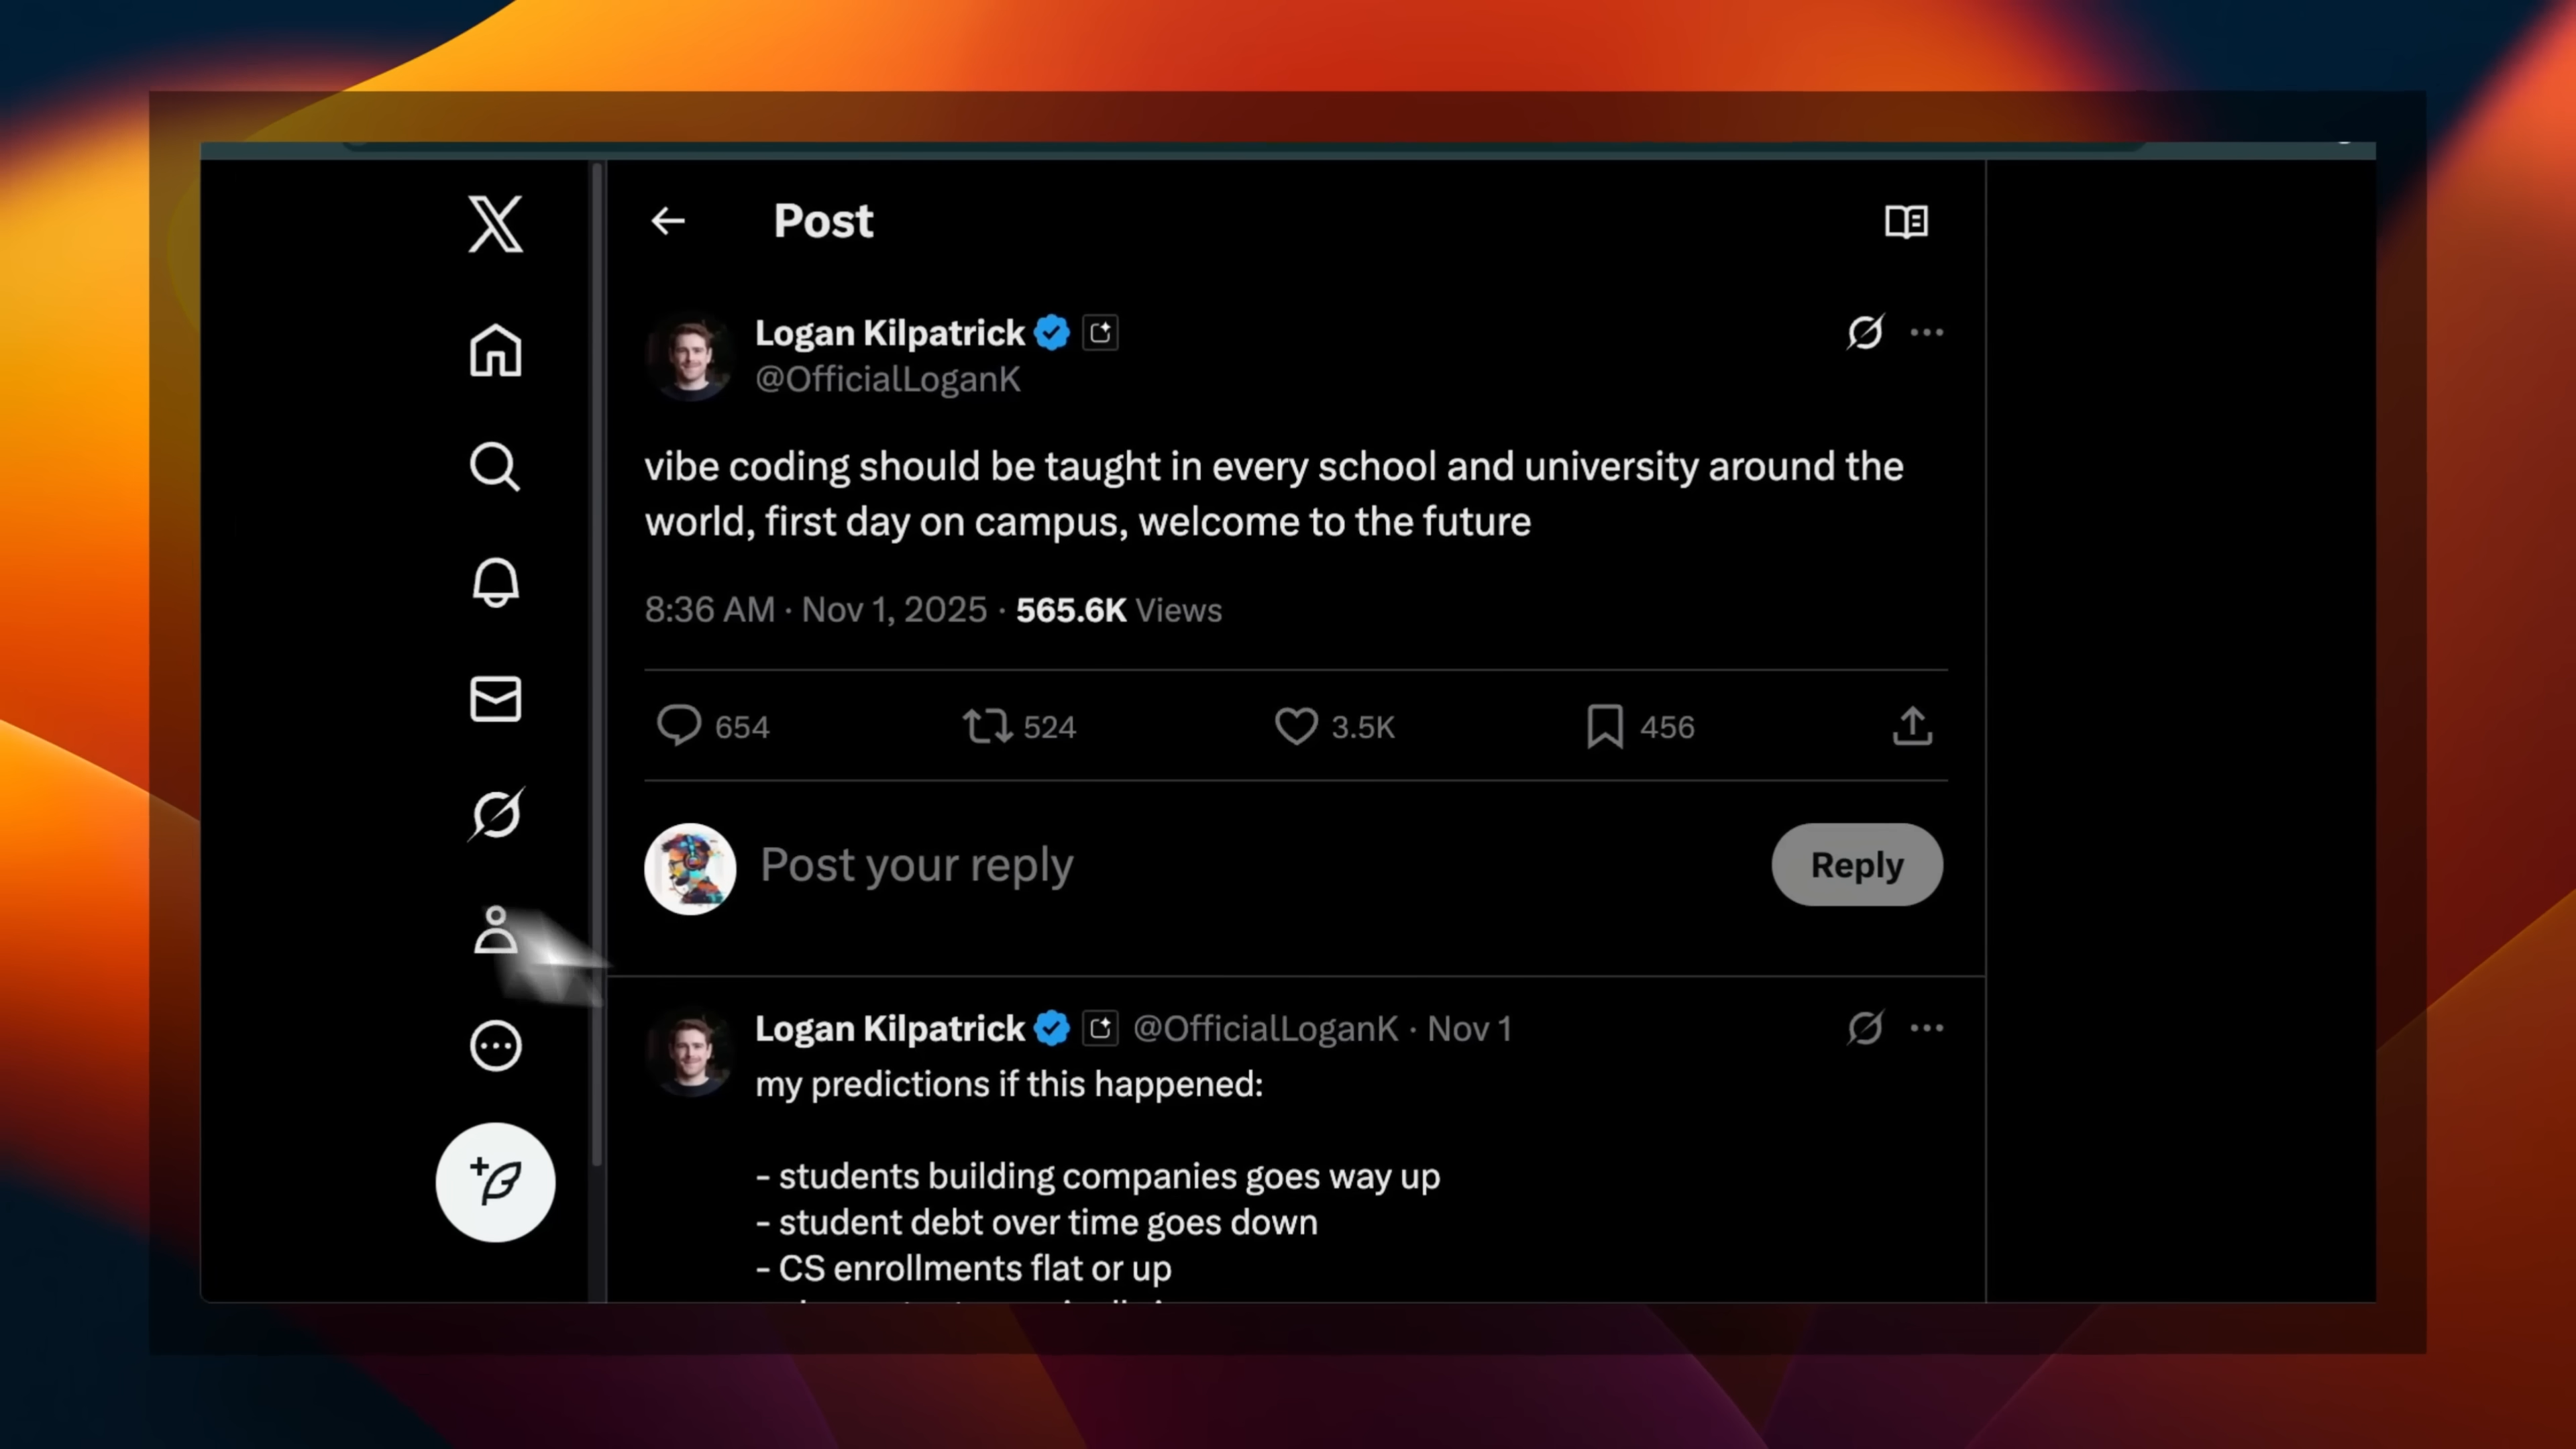 Post
Logan Kilpatrick
@OfficialLoganK
vibe coding should be taught in every school and university around the
world, first day on campus, welcome to the future
8:36 AM · Nov 1, 2025 · 565.6K Views
654 524 3.5K 456
Post your reply
Reply
Logan Kilpatrick @OfficialLoganK · Nov 1
my predictions if this happened:
- students building companies goes way up
- student debt over time goes down
- CS enrollments flat or up